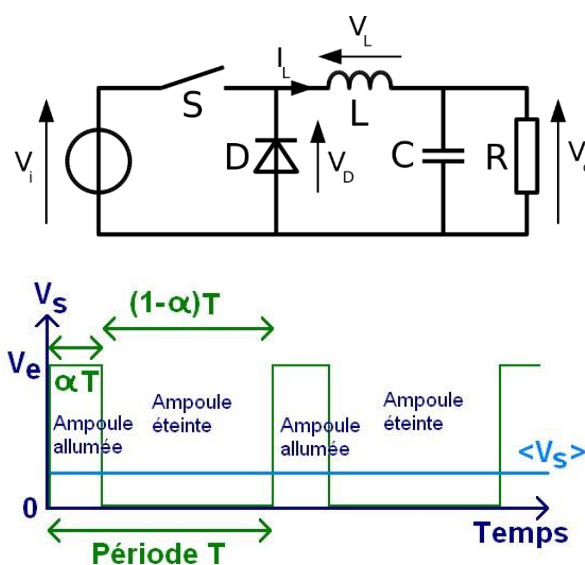 V_L
I_L
S
L
V_i
D
V_D
C
R
V_s
(1-α)T
V_e
αT
Ampoule allumée
Ampoule éteinte
Ampoule allumée
Ampoule éteinte
<V_s>
0
Temps
Période T